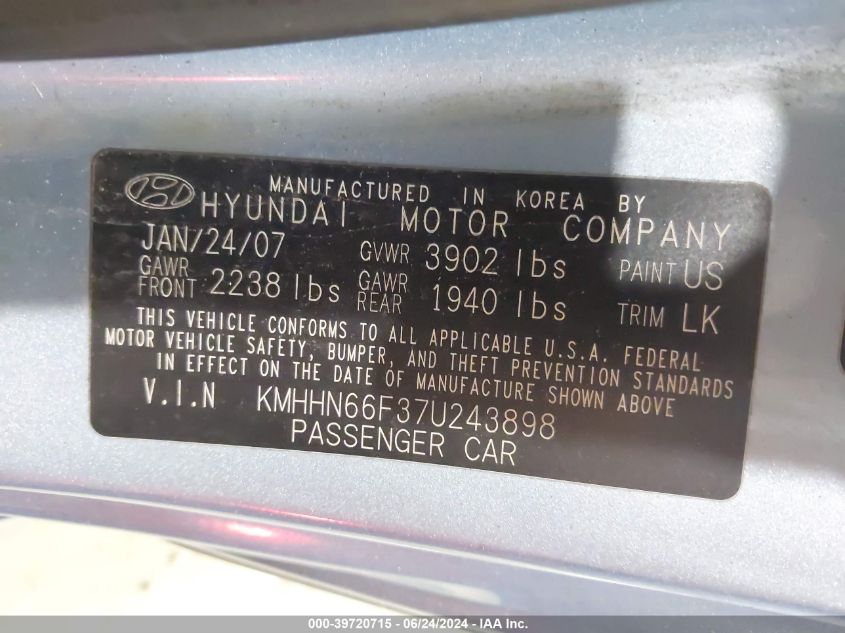 MANUFACTURED IN KOREA BY
HYUNDAI MOTOR COMPANY
JAN/24/07 GVWR 3902 lbs PAINT US
GAWR FRONT 2238 lbs GAWR REAR 1940 lbs TRIM LK
THIS VEHICLE CONFORMS TO ALL APPLICABLE U.S.A. FEDERAL
MOTOR VEHICLE SAFETY, BUMPER, AND THEFT PREVENTION STANDARDS
IN EFFECT ON THE DATE OF MANUFACTURE SHOWN ABOVE
V.I.N KMHHN66F37U243898
PASSENGER CAR
000-39720715 - 06/24/2024 - IAA Inc.